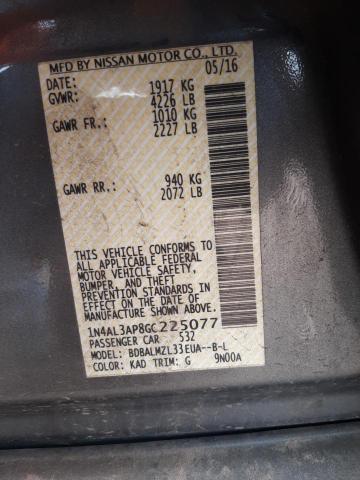 MFD BY NISSAN MOTOR CO., LTD.
DATE: 05/16
GVWR: 1917 KG
4226 LB
GAWR FR.: 1010 KG
2227 LB
GAWR RR.: 940 KG
2072 LB
THIS VEHICLE CONFORMS TO
ALL APPLICABLE FEDERAL
MOTOR VEHICLE SAFETY,
BUMPER, AND THEFT
PREVENTION STANDARDS IN
EFFECT ON THE DATE OF
MANUFACTURE SHOWN ABOVE.
1N4AL3AP8GC225077
PASSENGER CAR 532
MODEL: BDBALMZL33EUA--B-L
COLOR: KAD TRIM: G 9N00A